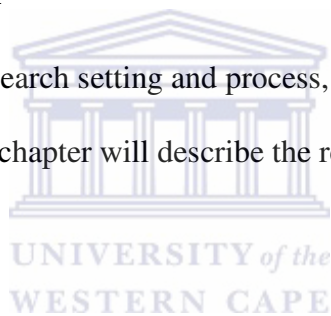 earch setting and process,
chapter will describe the re
UNIVERSITY of the
WESTERN CAPE